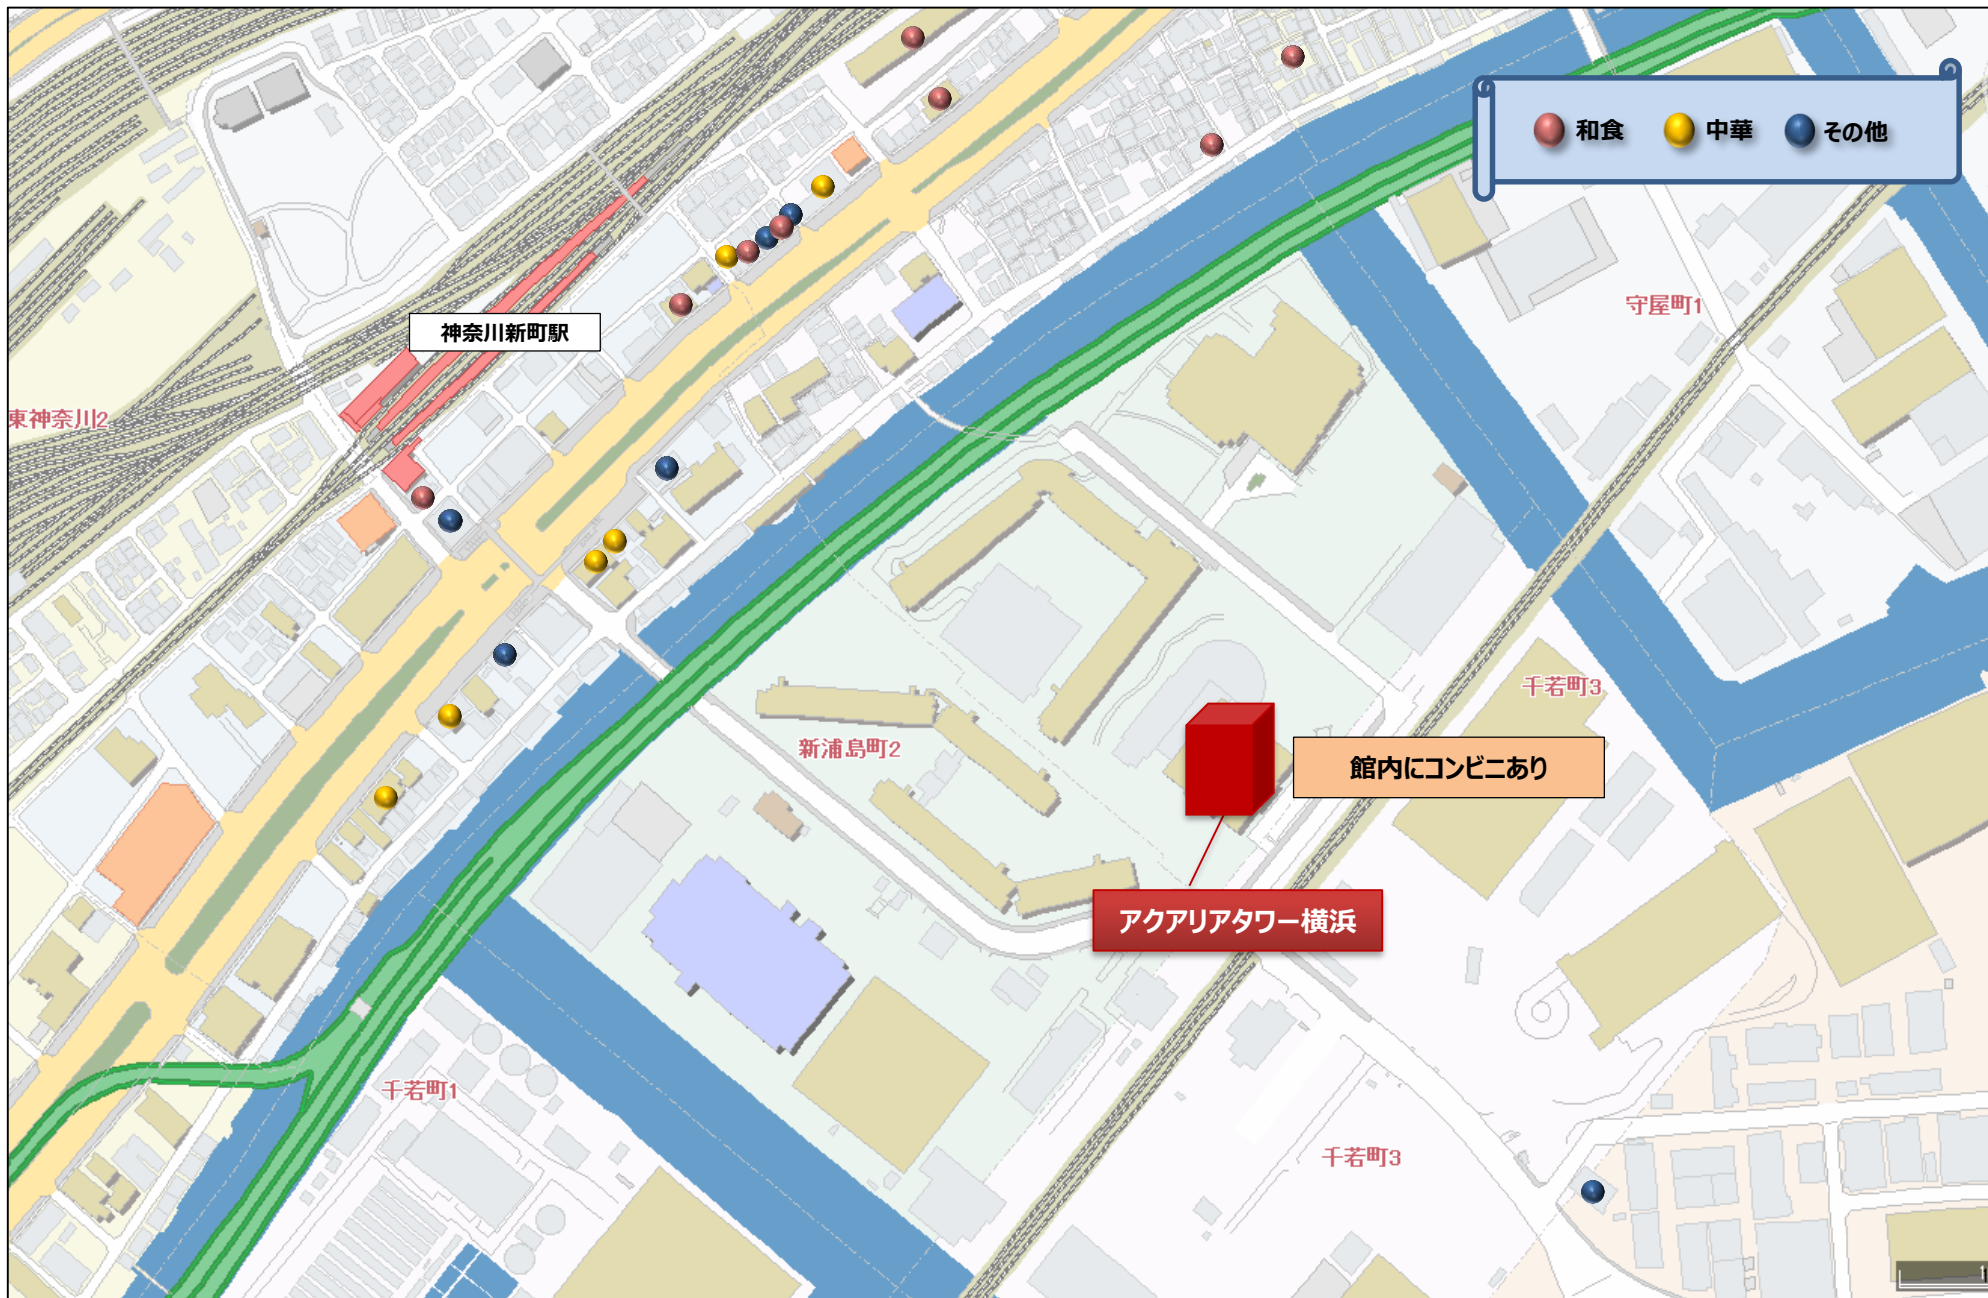 和食 中華 その他
守屋町1
神奈川新町駅
東神奈川2
千若町3
新浦島町2
館内にコンビニあり
アクアリアタワー横浜
千若町1
千若町3